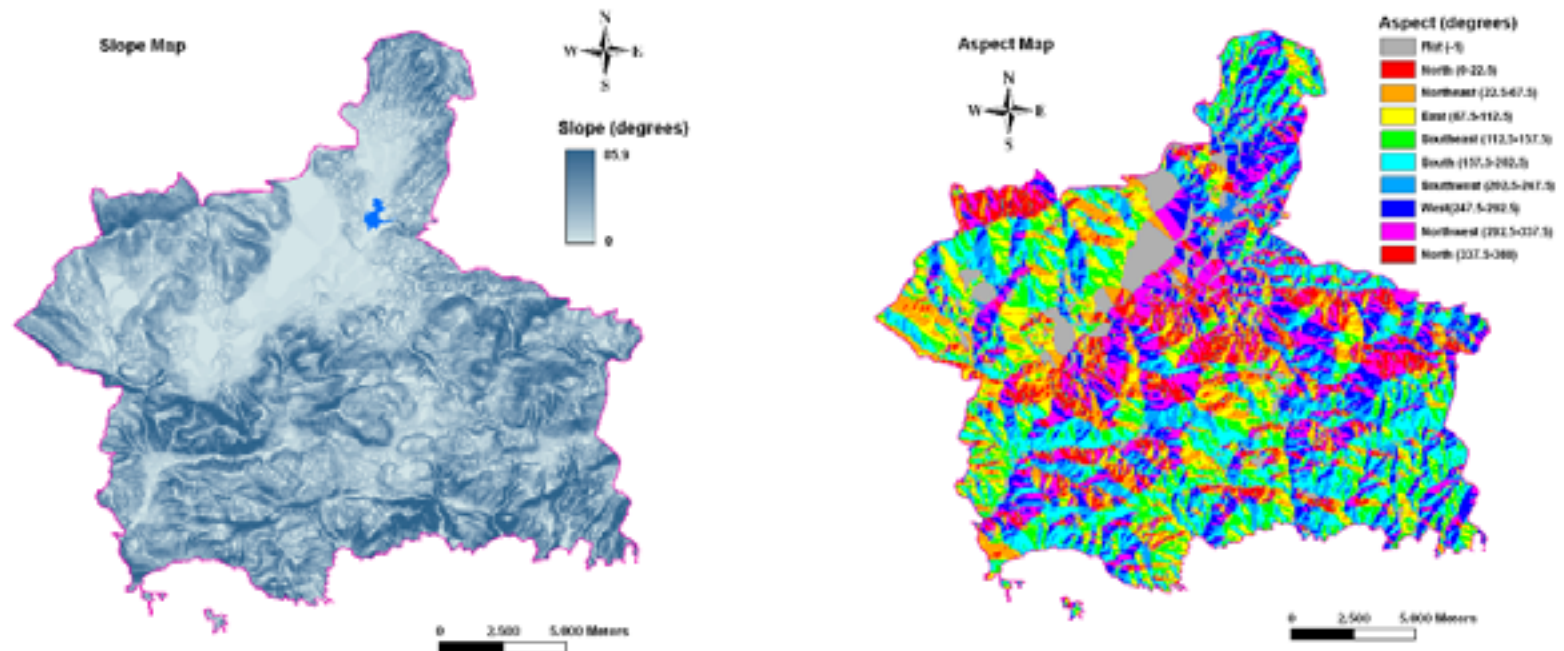 Slope Map
N
W
E
S
Slope (degrees)
85.9
0
0
2,500
5,000 Meters
Aspect Map
N
W
E
S
Aspect (degrees)
Flat (-1)
North (0-22.5)
Northeast (22.5-67.5)
East (67.5-112.5)
Southeast (112.5-157.5)
South (157.5-202.5)
Southwest (202.5-247.5)
West(247.5-292.5)
Northwest (292.5-337.5)
North (337.5-360)
0
2,500
5,000 Meters